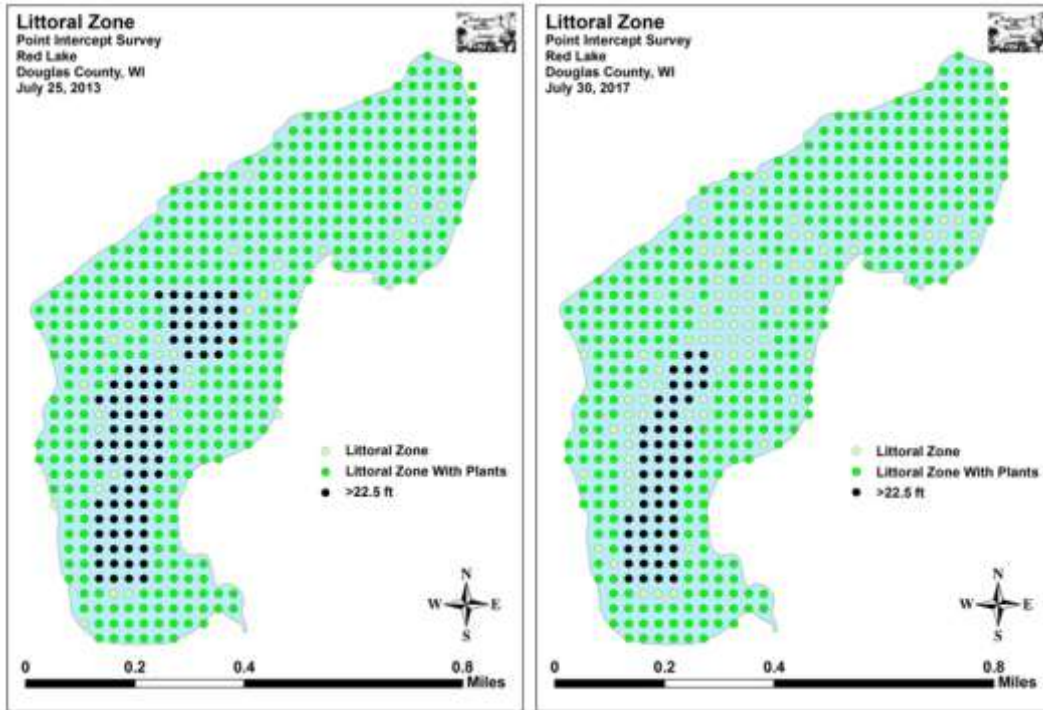 Littoral Zone
Point Intercept Survey
Red Lake
Douglas County, WI
July 25, 2013
Littoral Zone
Littoral Zone With Plants
>22.5 ft
N
W E
S
0 0.2 0.4 0.8
Miles
Littoral Zone
Point Intercept Survey
Red Lake
Douglas County, WI
July 30, 2017
Littoral Zone
Littoral Zone With Plants
>22.5 ft
N
W E
S
0 0.2 0.4 0.8
Miles